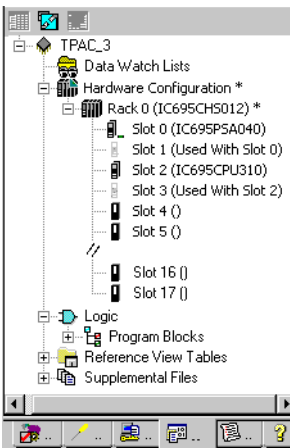 TPAC_3
Data Watch Lists
Hardware Configuration *
Rack 0 (IC695CHS012) *
Slot 0 (IC695PSA040)
Slot 1 (Used With Slot 0)
Slot 2 (IC695CPU310)
Slot 3 (Used With Slot 2)
Slot 4 ()
Slot 5 ()
//
Slot 16 ()
Slot 17 ()
Logic
Program Blocks
Reference View Tables
Supplemental Files